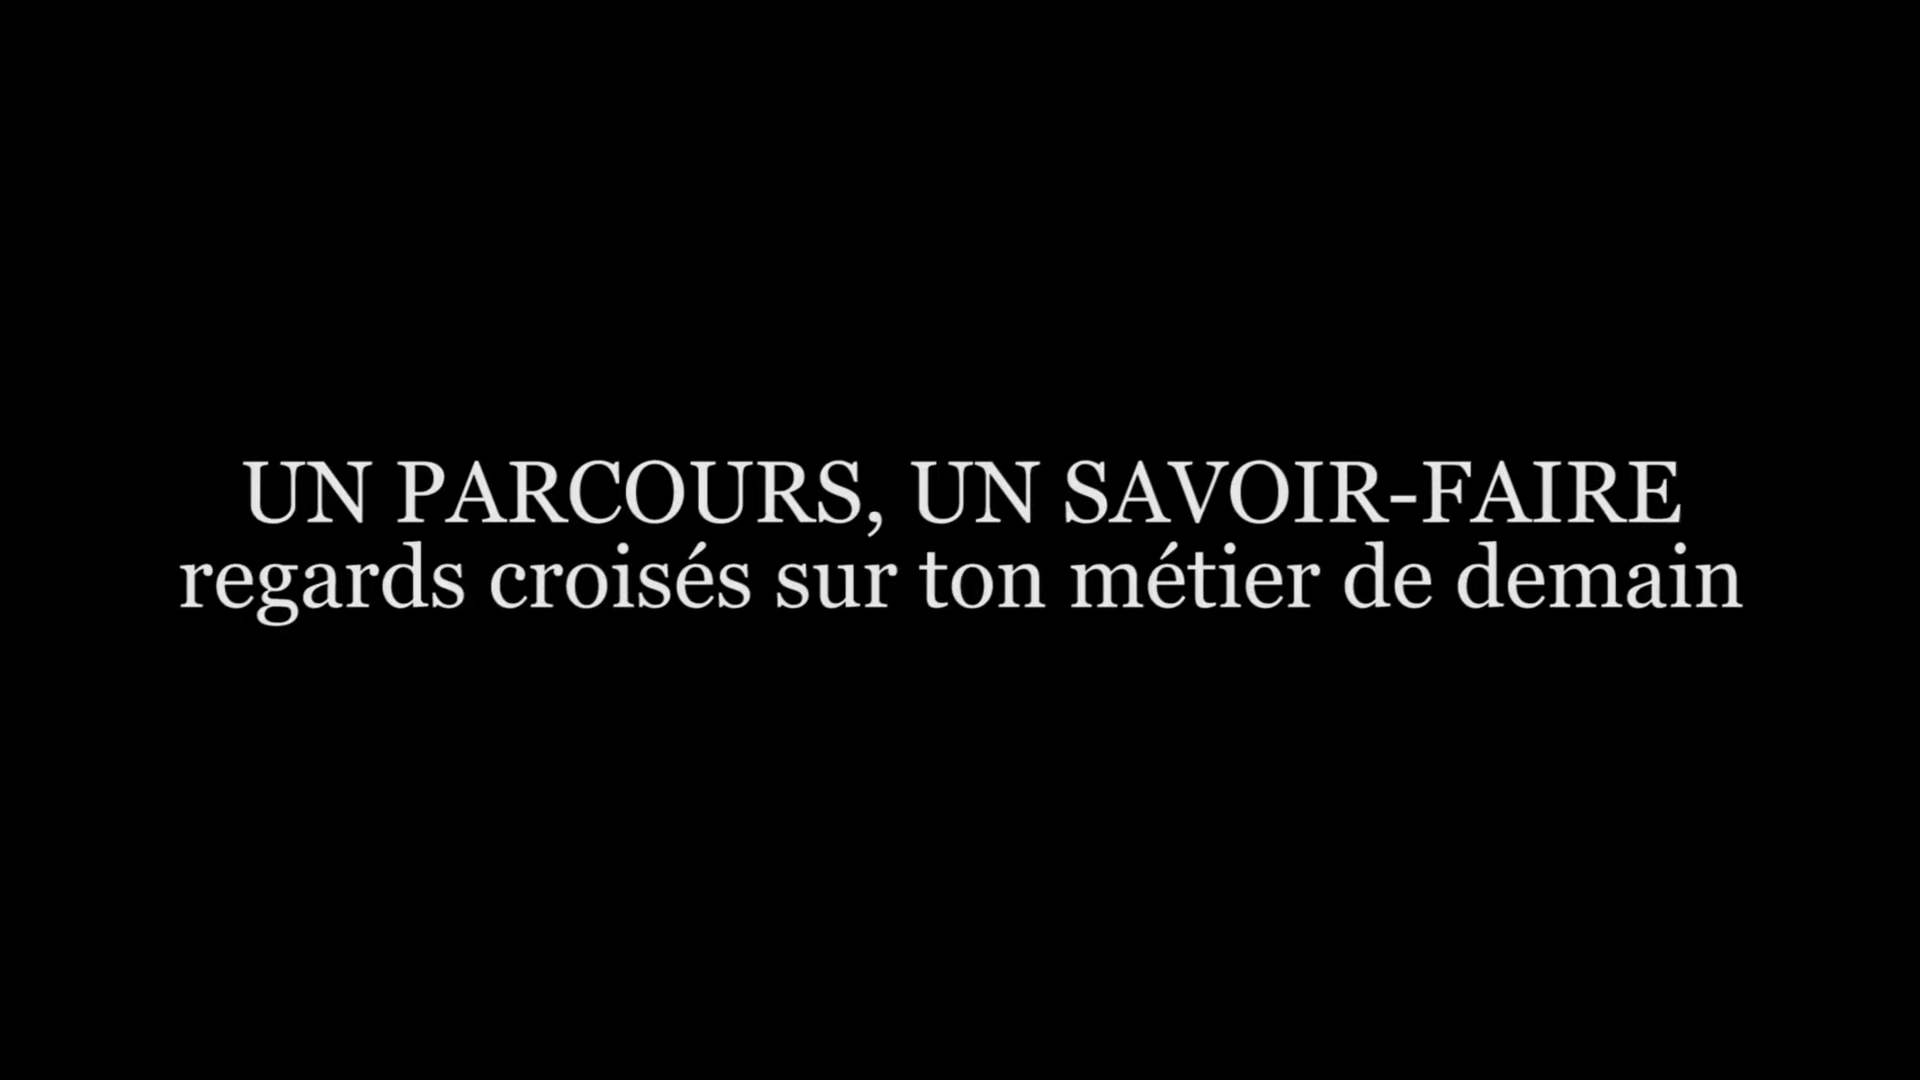 UN PARCOURS, UN SAVOIR-FAIRE
regards croisés sur ton métier de demain